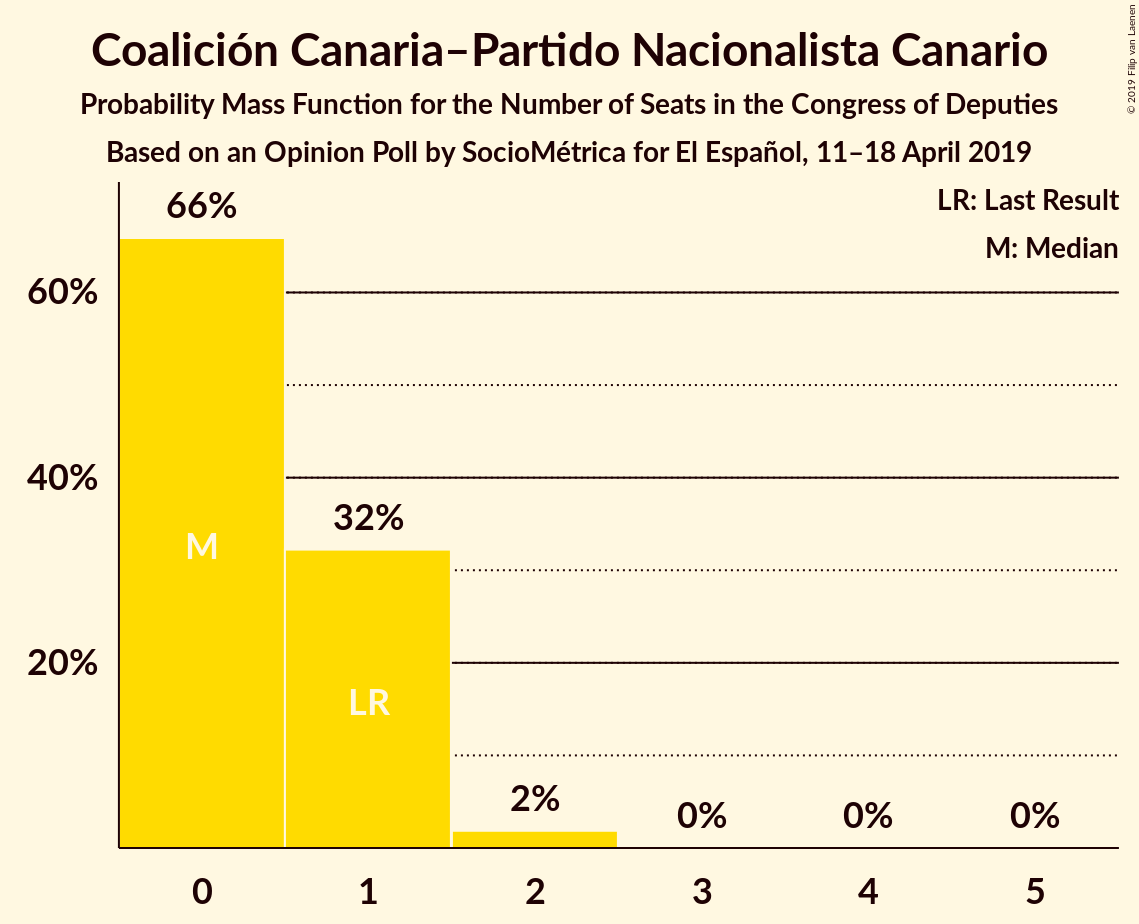 Coalición Canaria–Partido Nacionalista Canario
Probability Mass Function for the Number of Seats in the Congress of Deputies
Based on an Opinion Poll by SocioMétrica for El Español, 11–18 April 2019
© 2019 Filip van Laenen
LR: Last Result
M: Median
66%
60%
40%
32%
M
20%
LR
2%
0%
0%
0%
0 1 2 3 4 5